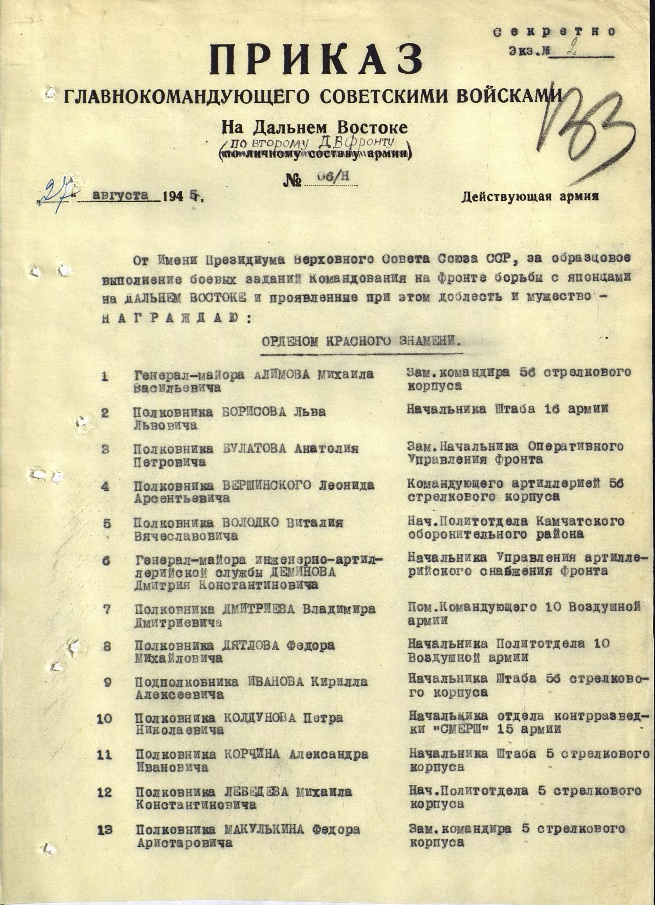 Секретно
Экз.№ 2
ПРИКАЗ
ГЛАВНОКОМАНДУЮЩЕГО СОВЕТСКИМИ ВОЙСКАМИ
На Дальнем Востоке
по второму Д.В фронту
(по личному составу армии)
№ 06/Н
"27" августа 1945 г.
Действующая армия
От Имени Президиума Верховного Совета Союза ССР, за образцовое
выполнение боевых заданий Командования на Фронте борьбы с японцами
на ДАЛЬНЕМ ВОСТОКЕ и проявленные при этом доблесть и мужество –
НАГРАЖДАЮ:
ОРДЕНОМ КРАСНОГО ЗНАМЕНИ.
1 Генерал-майора АЛИМОВА Михаила Зам.командира 56 стрелкового
Васильевича корпуса
2 Полковника БОРИСОВА Льва Начальника Штаба 16 армии
Львовича
3 Полковника БУЛАТОВА Анатолия Зам.Начальника Оперативного
Петровича Управления Фронта
4 Полковника ВЕРШИНСКОГО Леонида Командующего артиллерией 56
Арсентьевича стрелкового корпуса
5 Полковника ВОЛОДКО Виталия Нач.Политотдела Камчатского
Вячеславовича оборонительного района
6 Генерал-майора инженерно-артил- Начальника Управления артилле-
лерийской службы ДЕМИНОВА рийского снабжения Фронта
Дмитрия Константиновича
7 Полковника ДМИТРИЕВА Владимира Пом.Командующего 10 Воздушной
Дмитриевича армии
8 Полковника ДЯТЛОВА Федора Начальника Политотдела 10
Михайловича Воздушной армии
9 Подполковника ИВАНОВА Кирилла Начальника Штаба 56 стрелково-
Алексеевича го корпуса
10 Полковника КОЛДУНОВА Петра Начальника отдела контрразвед-
Николаевича ки "СМЕРШ" 15 армии
11 Полковника КОРЧИНА Александра Начальника Штаба 5 стрелкового
Ивановича корпуса
12 Полковника ЛЕБЕДЕВА Михаила Нач.Политотдела 5 стрелкового
Константиновича корпуса
13 Полковника МАКУЛЬКИНА Федора Зам.командира 5 стрелкового
Аристаровича корпуса